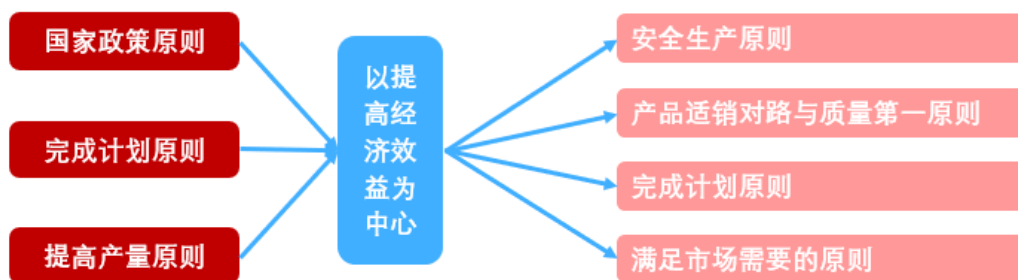 国家政策原则
完成计划原则
提高产量原则
以提
高经
济效
益为
中心
安全生产原则
产品适销对路与质量第一原则
完成计划原则
满足市场需要的原则